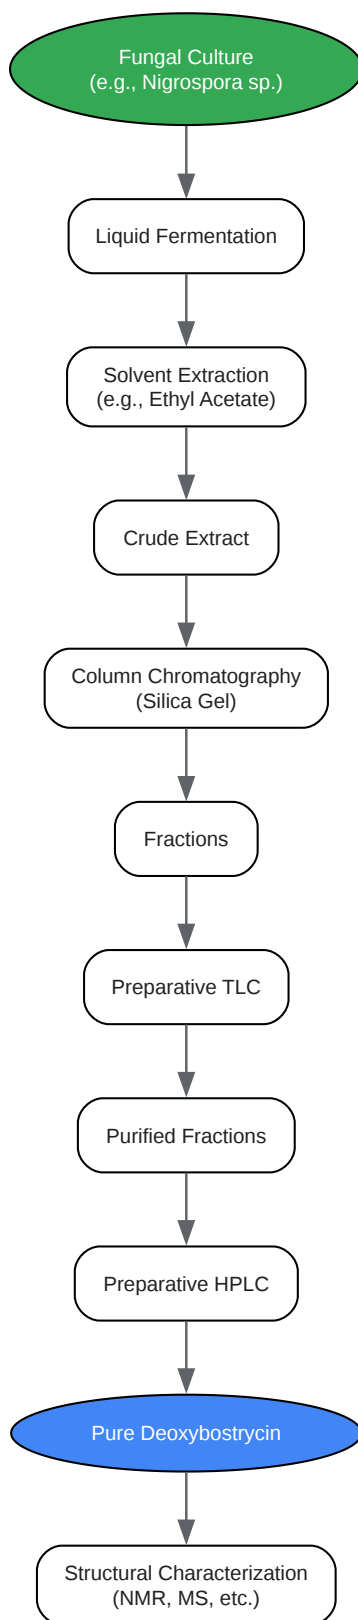 Fungal Culture
(e.g., Nigrospora sp.)
Liquid Fermentation
Solvent Extraction
(e.g., Ethyl Acetate)
Crude Extract
Column Chromatography
(Silica Gel)
Fractions
Preparative TLC
Purified Fractions
Preparative HPLC
Pure Deoxybostrycin
Structural Characterization
(NMR, MS, etc.)